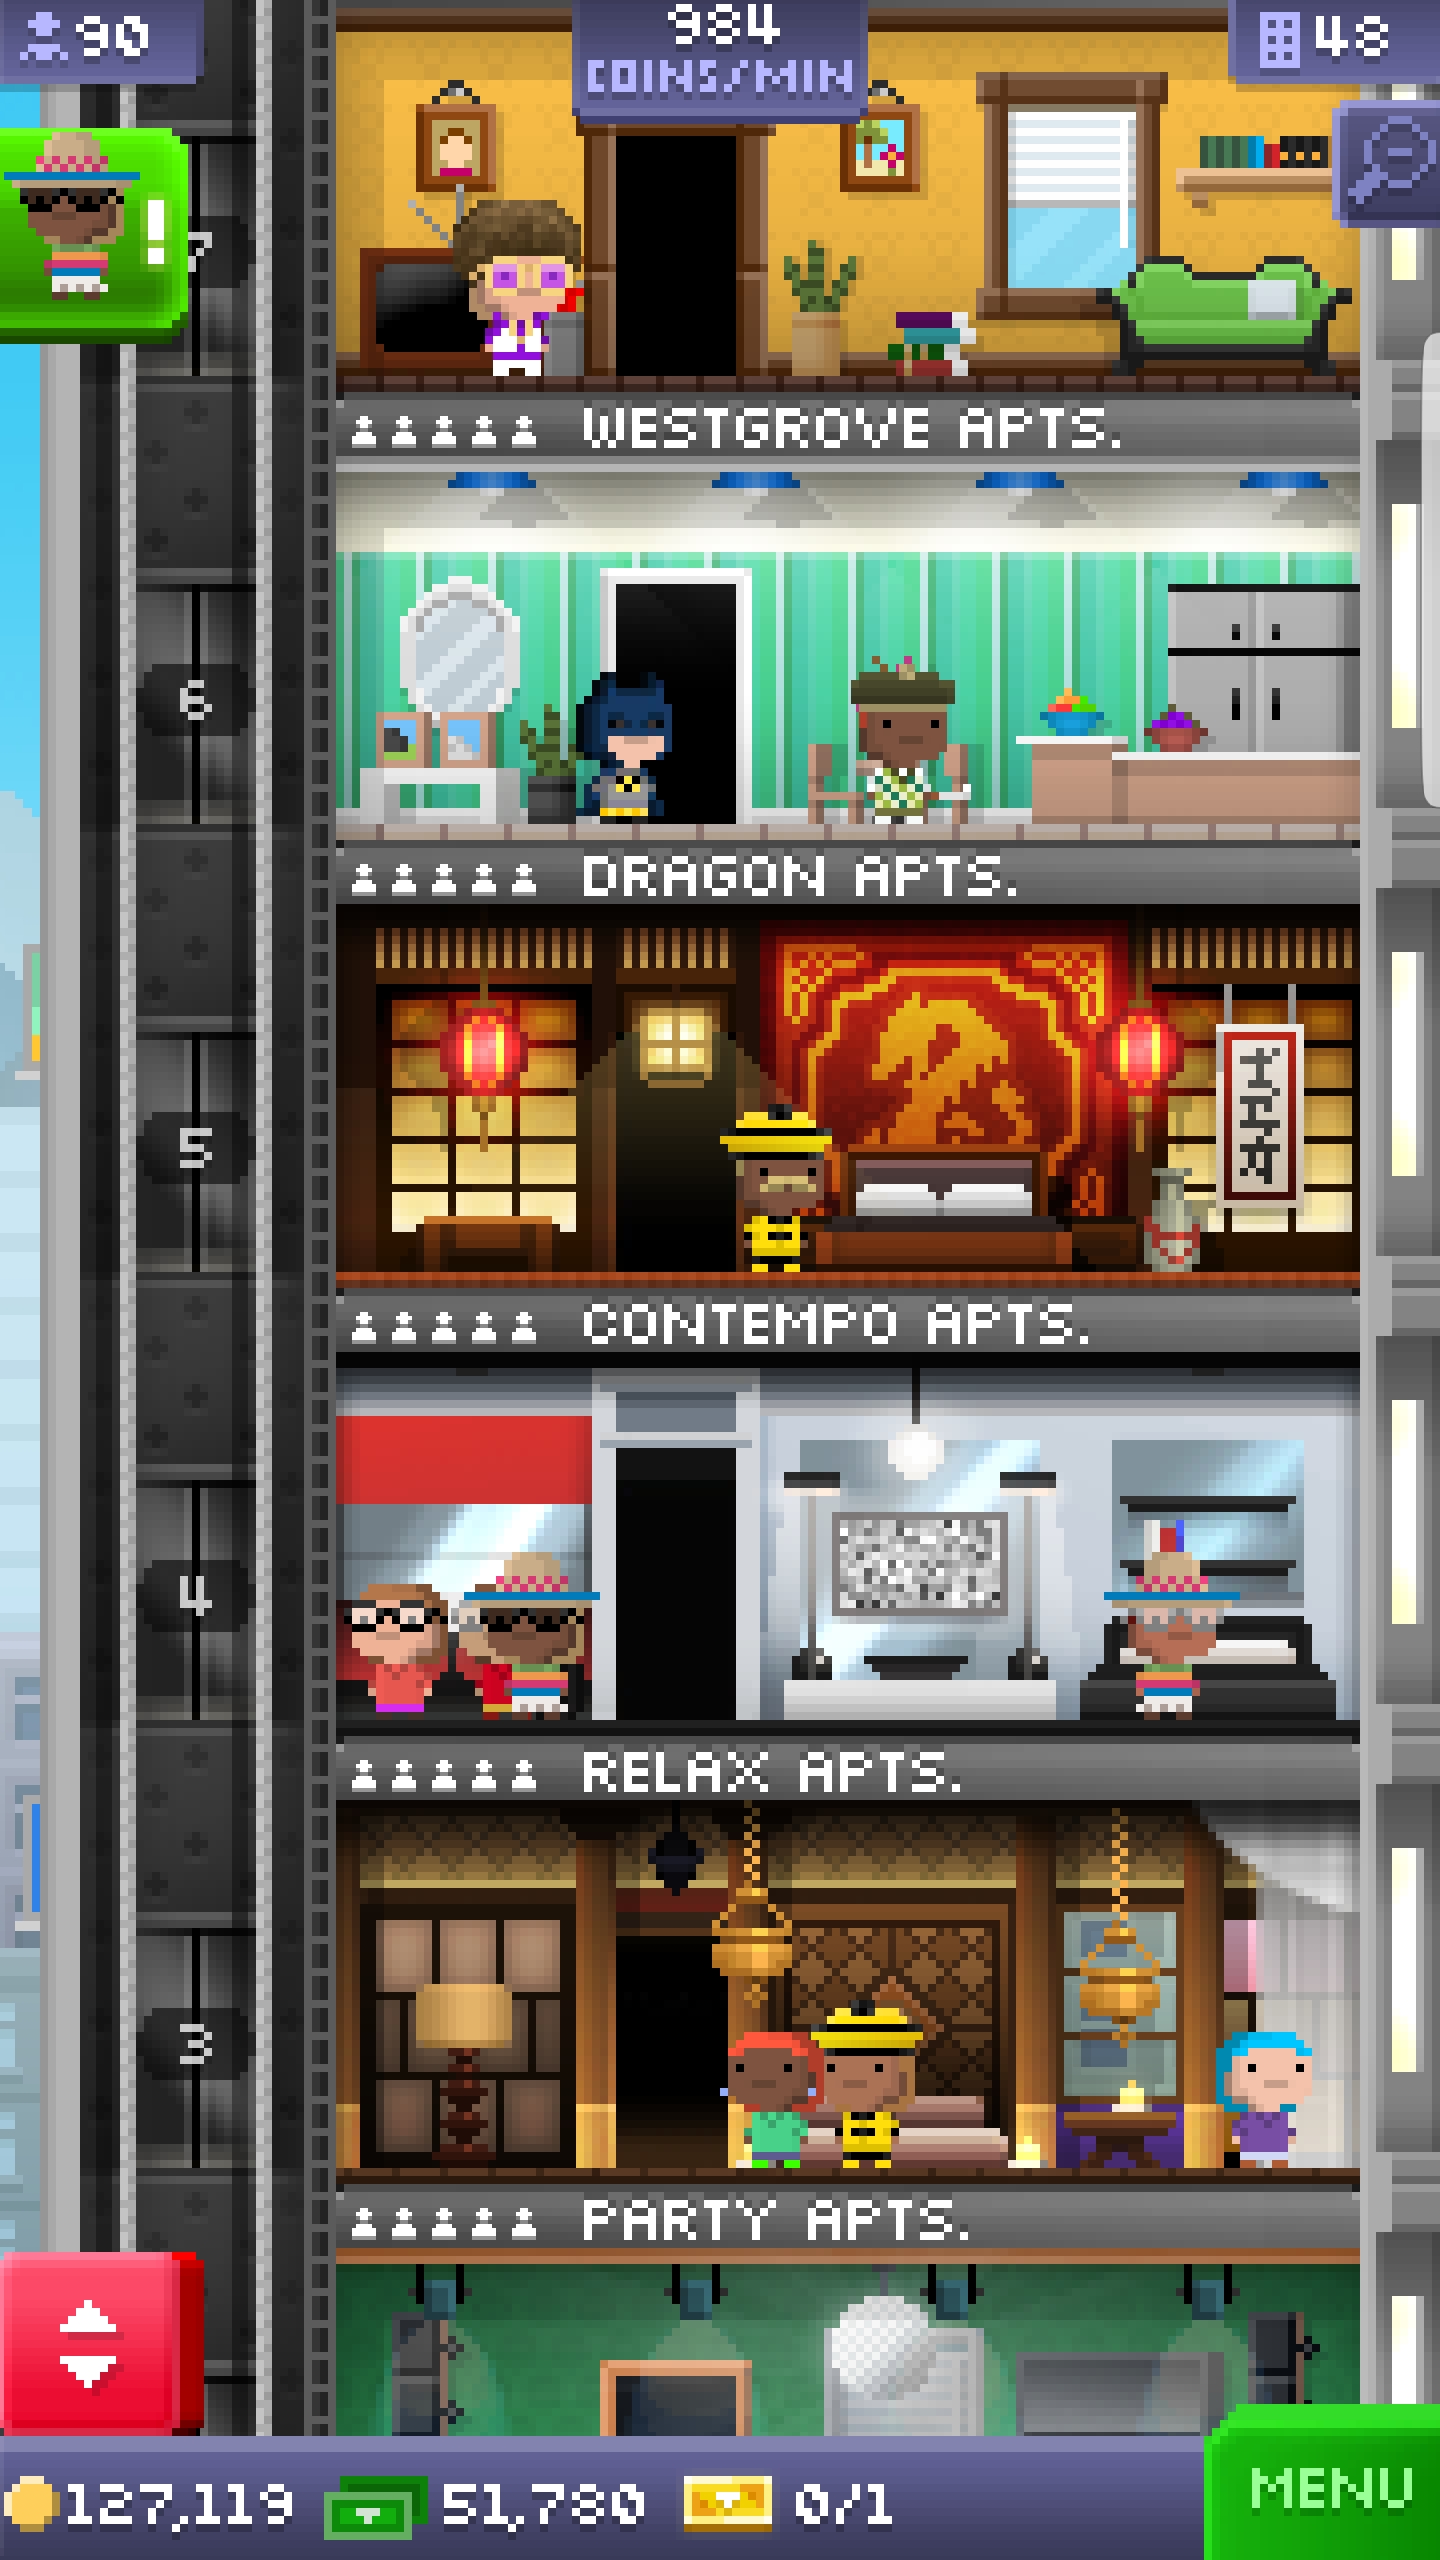 90
984
COINS/MIN
48
!
7
WESTGROVE APTS.
6
DRAGON APTS.
5
CONTEMPO APTS.
4
RELAX APTS.
3
PARTY APTS.
127,119
51,780
0/1
MENU